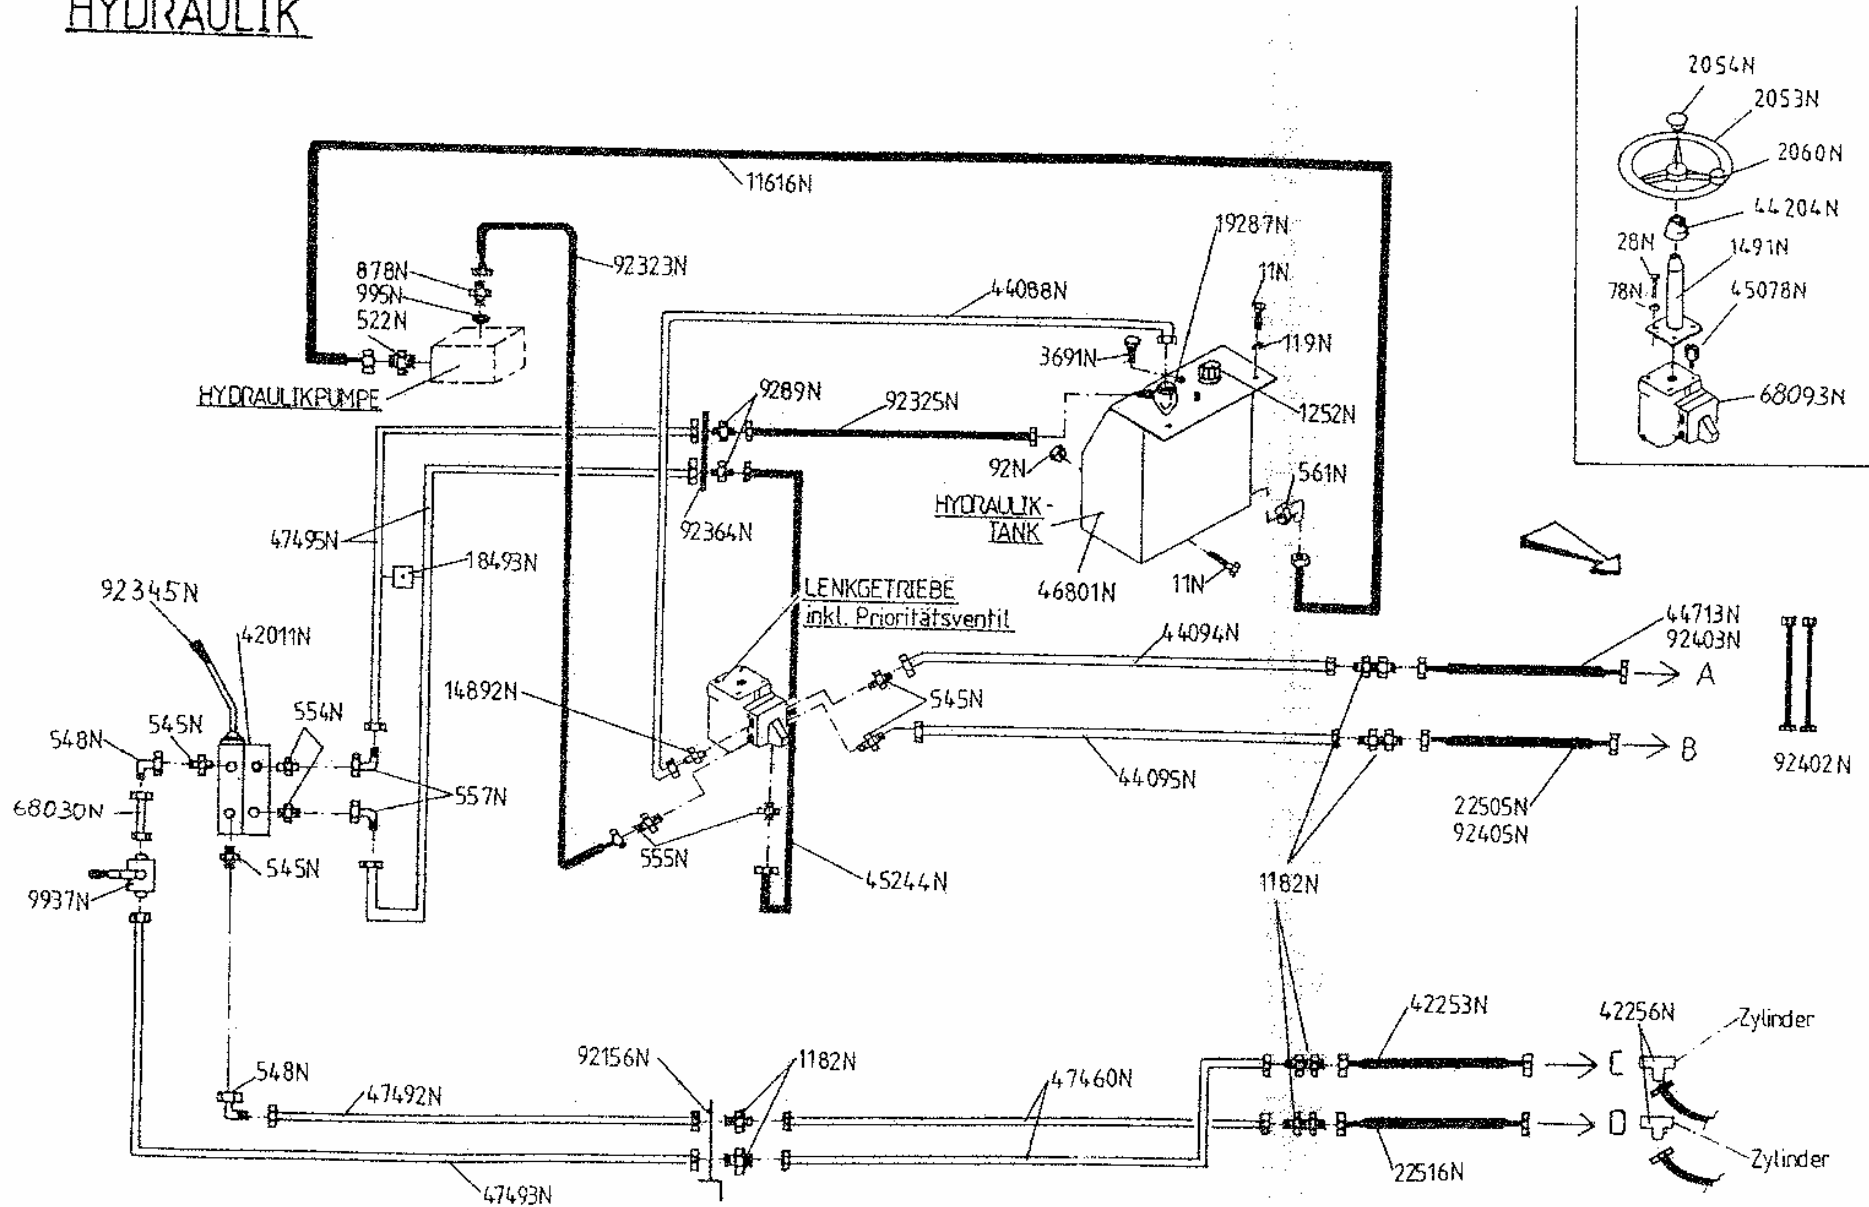 HYDRAULIK
2054N
2053N
2060N
44204N
28N
1491N
78N
45078N
68093N
11616N
19287N
878N
92323N
11N
995N
44088N
522N
3691N
119N
HYDRAULIKPUMPE
9289N
92325N
1252N
92N
561N
HYDRAULIK-
TANK
92364N
47495N
18493N
46801N
11N
92345N
42011N
LENKGETRIEBE
inkl. Prioritätsventil
44094N
44713N
92403N
A
14892N
545N
545N
554N
548N
B
44095N
92402N
557N
68030N
22505N
92405N
555N
545N
9937N
45244N
1182N
42253N
42256N
Zylinder
92156N
1182N
C
548N
47492N
47460N
D
22516N
Zylinder
47493N